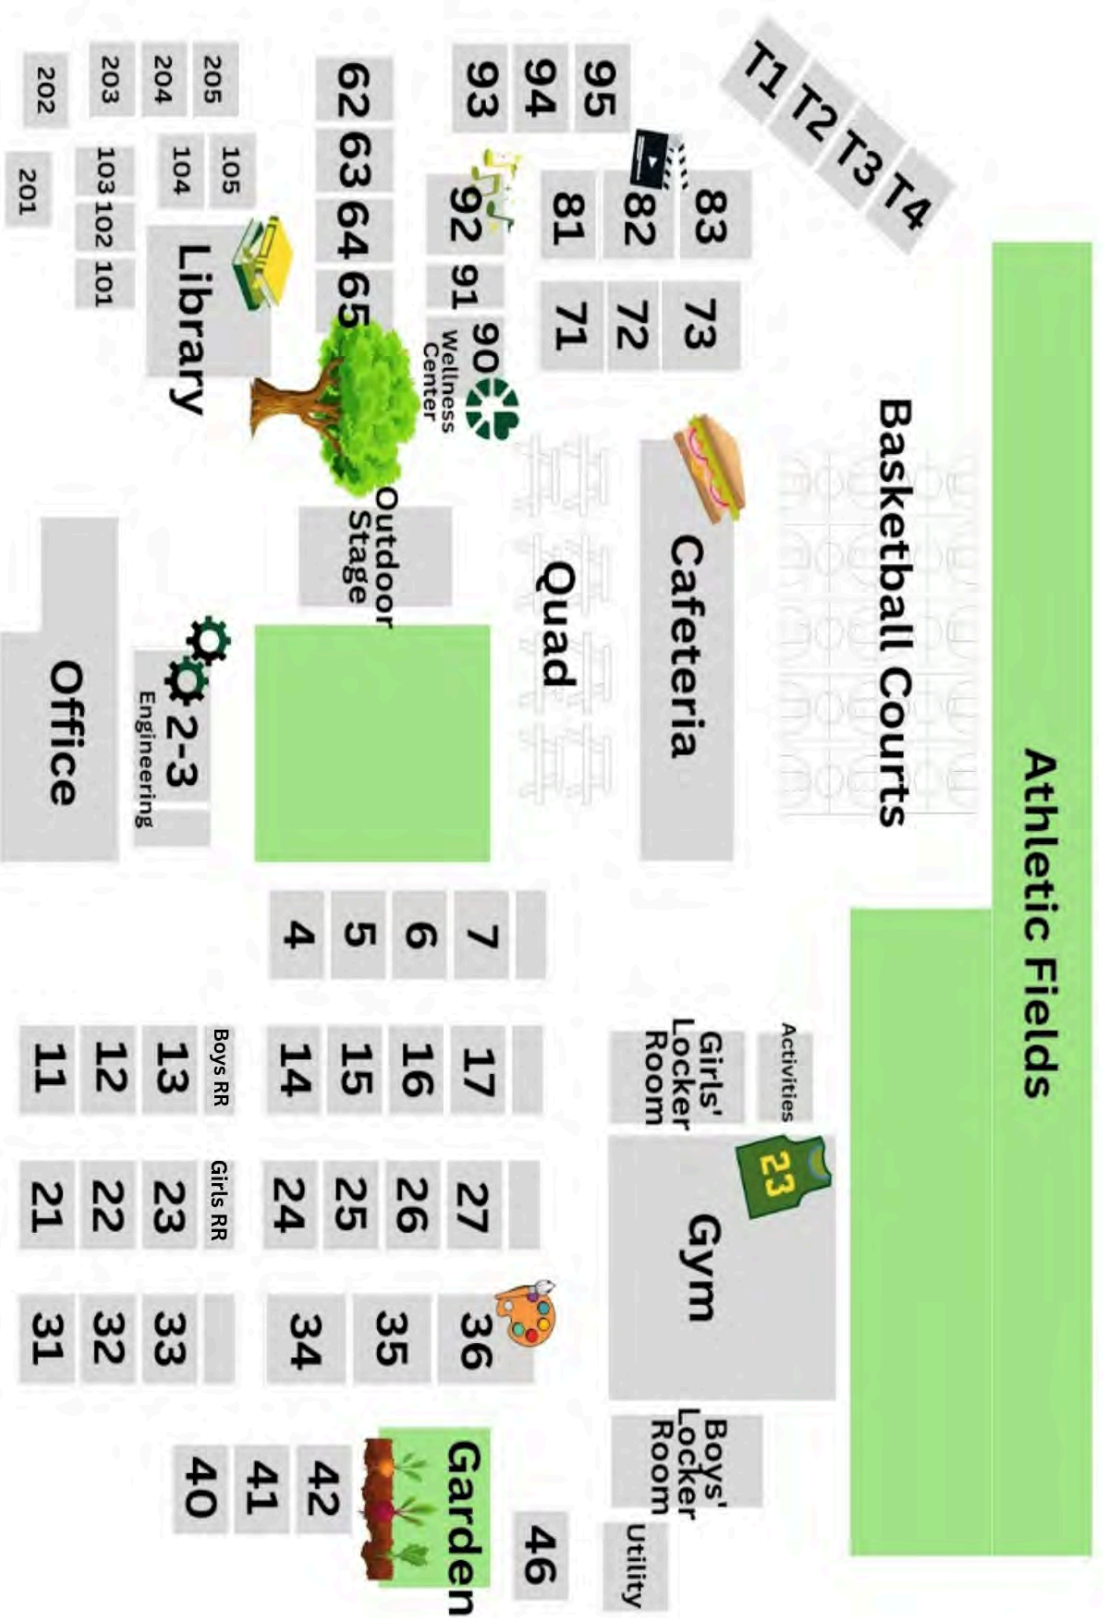 Athletic Fields
T4
T3
T2
T1
Basketball Courts
Activities
23
Girls'
Locker
Room
Gym
Boys'
Locker
Room
Utility
83
82
81
73
72
71
Cafeteria
95
94
93
Quad
92
91
90
Wellness
Center
7
6
5
4
17
16
15
14
27
26
25
24
36
35
34
46
Garden
62
63
64
65
Outdoor
Stage
42
41
40
205
204
203
202
105
104
103
102
101
201
Library
2-3
Engineering
Office
Boys RR
13
12
11
Girls RR
23
22
21
33
32
31